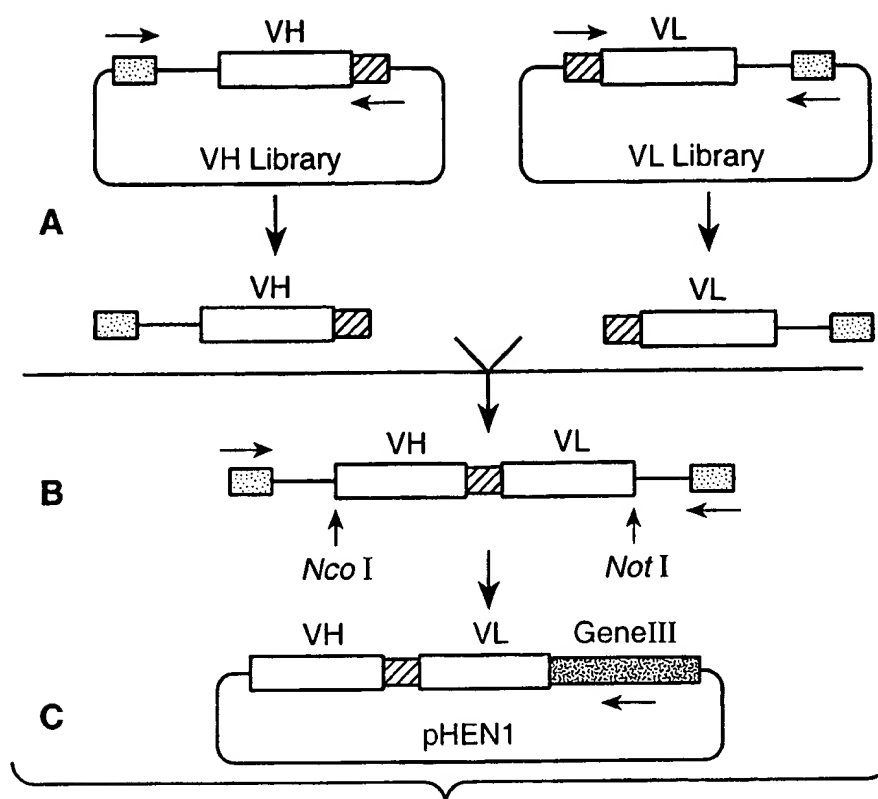 VH
VL
VH Library
VL Library
A
VH
VL
VH
VL
B
Nco I
Not I
VH
VL
GeneIII
C
pHEN1